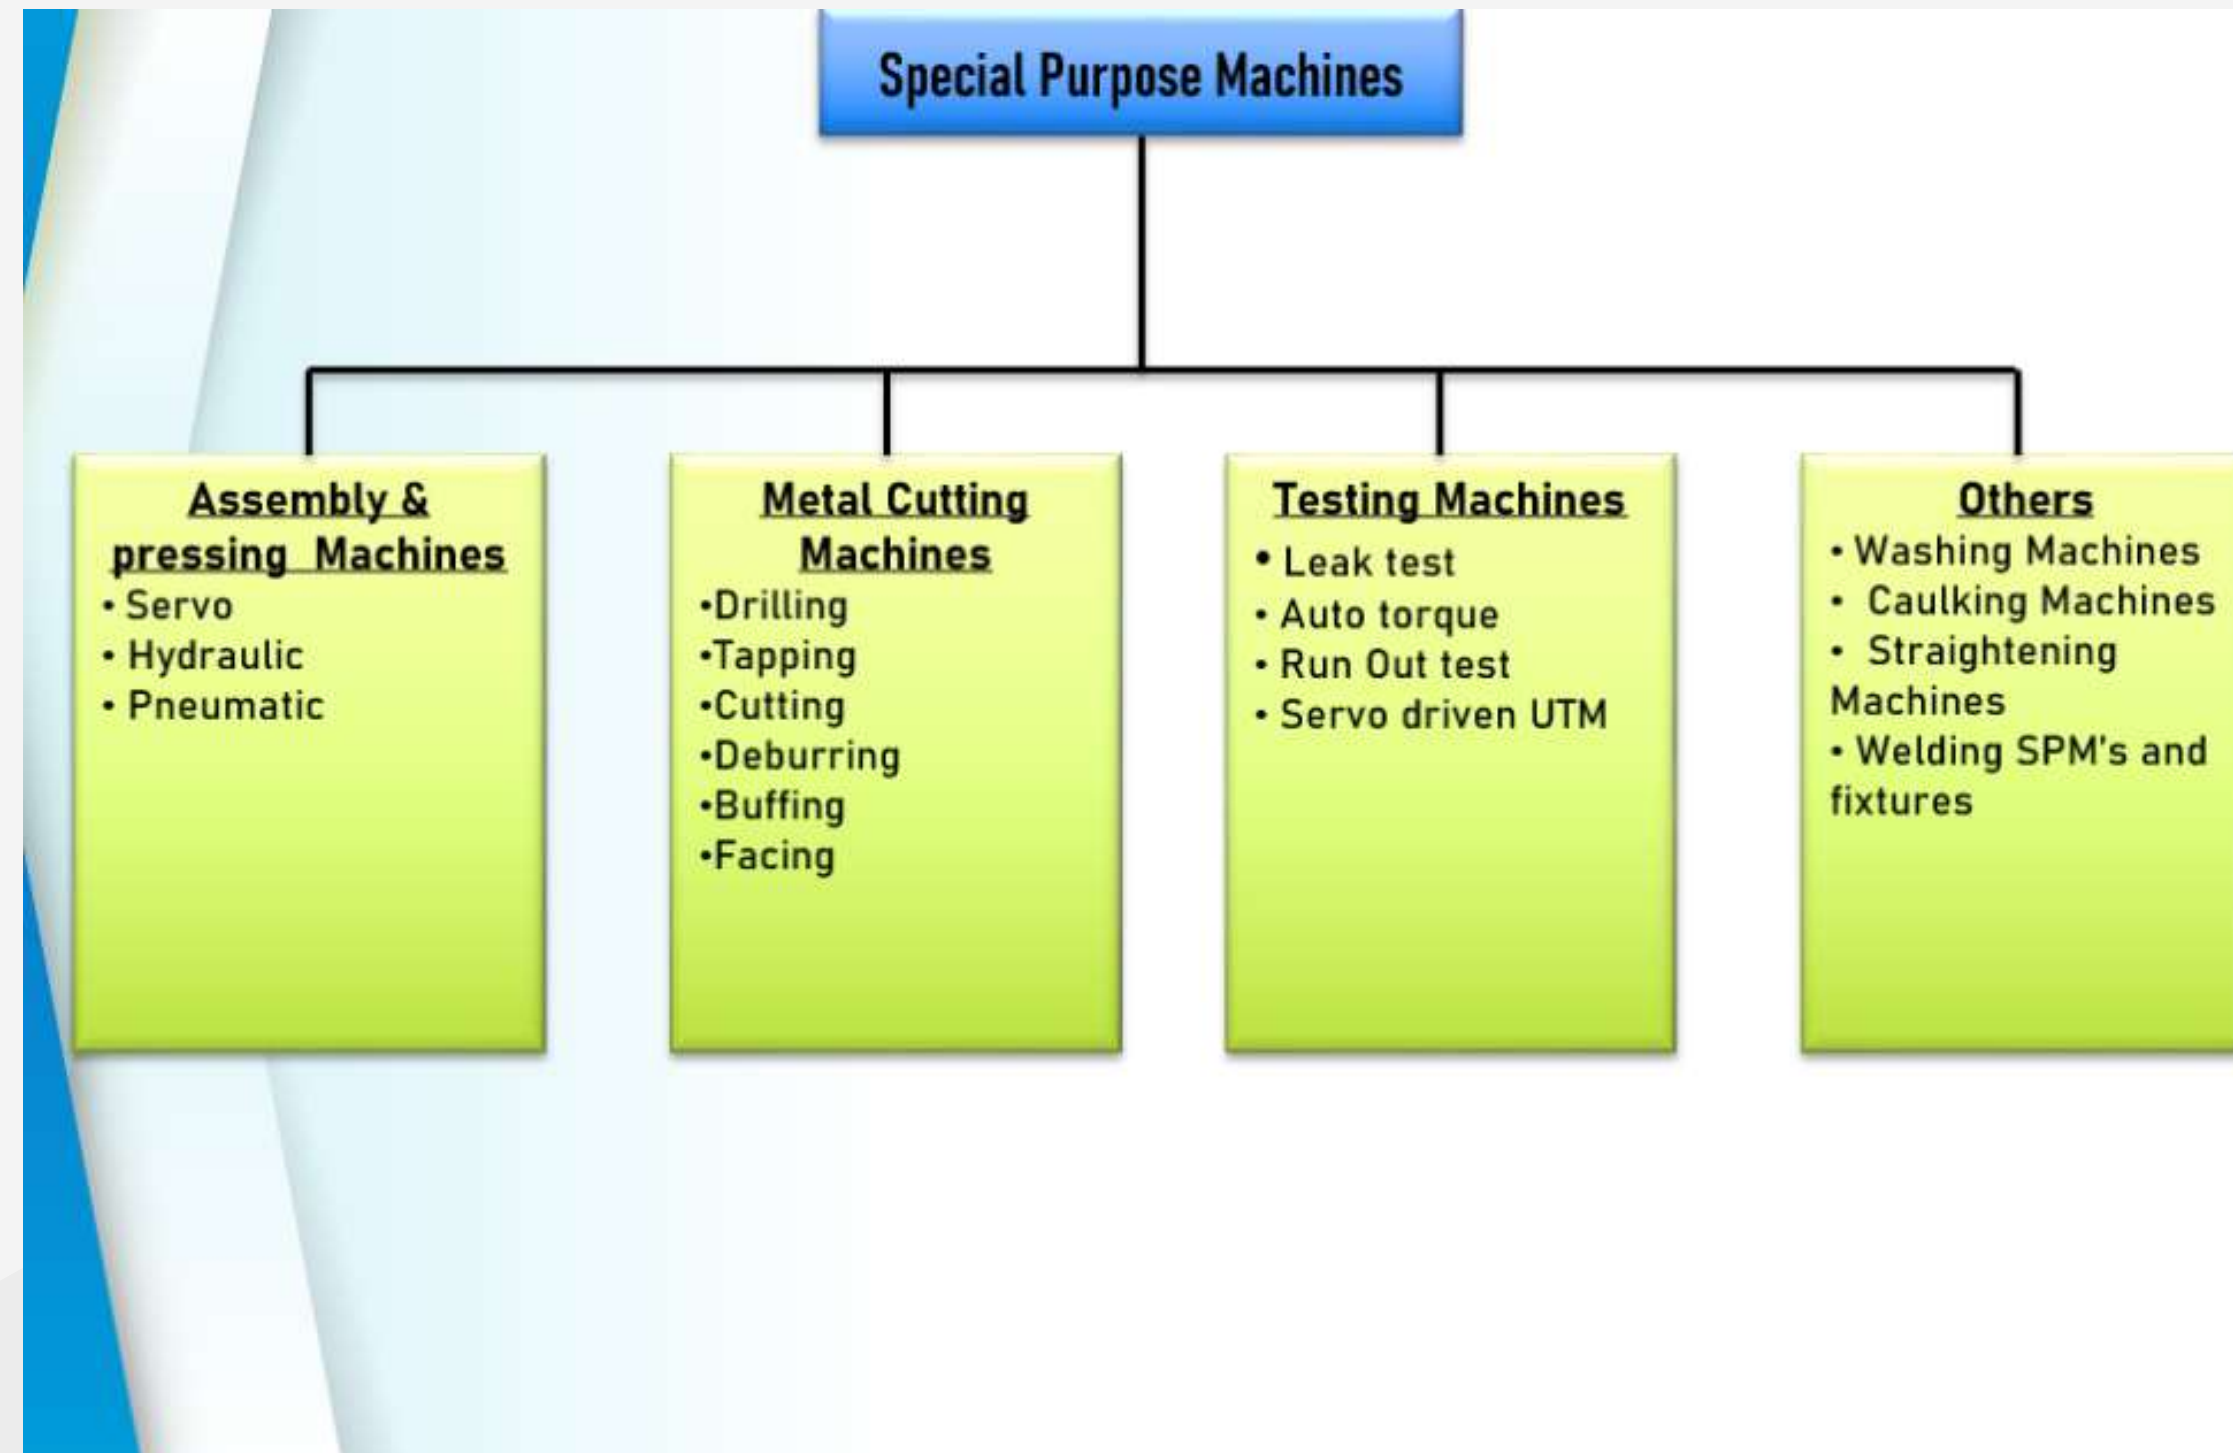 Special Purpose Machines
Assembly &
pressing Machines
• Servo
• Hydraulic
• Pneumatic
Metal Cutting
Machines
•Drilling
•Tapping
•Cutting
•Deburring
•Buffing
•Facing
Testing Machines
• Leak test
• Auto torque
• Run Out test
• Servo driven UTM
Others
• Washing Machines
• Caulking Machines
• Straightening
Machines
• Welding SPM's and
fixtures